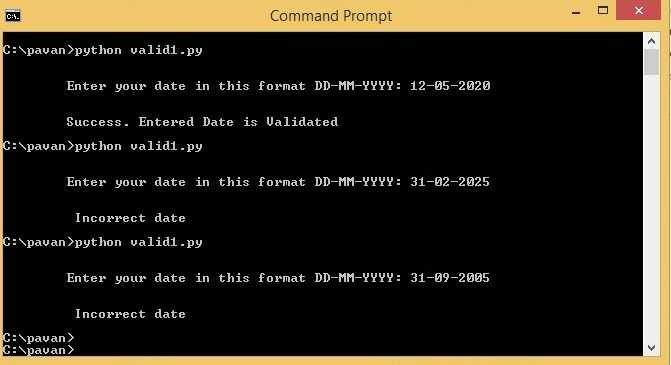 Command Prompt
C:\pavan>python valid1.py
Enter your date in this format DD-MM-YYYY: 12-05-2020
Success. Entered Date is Validated
C:\pavan>python valid1.py
Enter your date in this format DD-MM-YYYY: 31-02-2025
Incorrect date
C:\pavan>python valid1.py
Enter your date in this format DD-MM-YYYY: 31-09-2005
Incorrect date
C:\pavan>
C:\pavan>